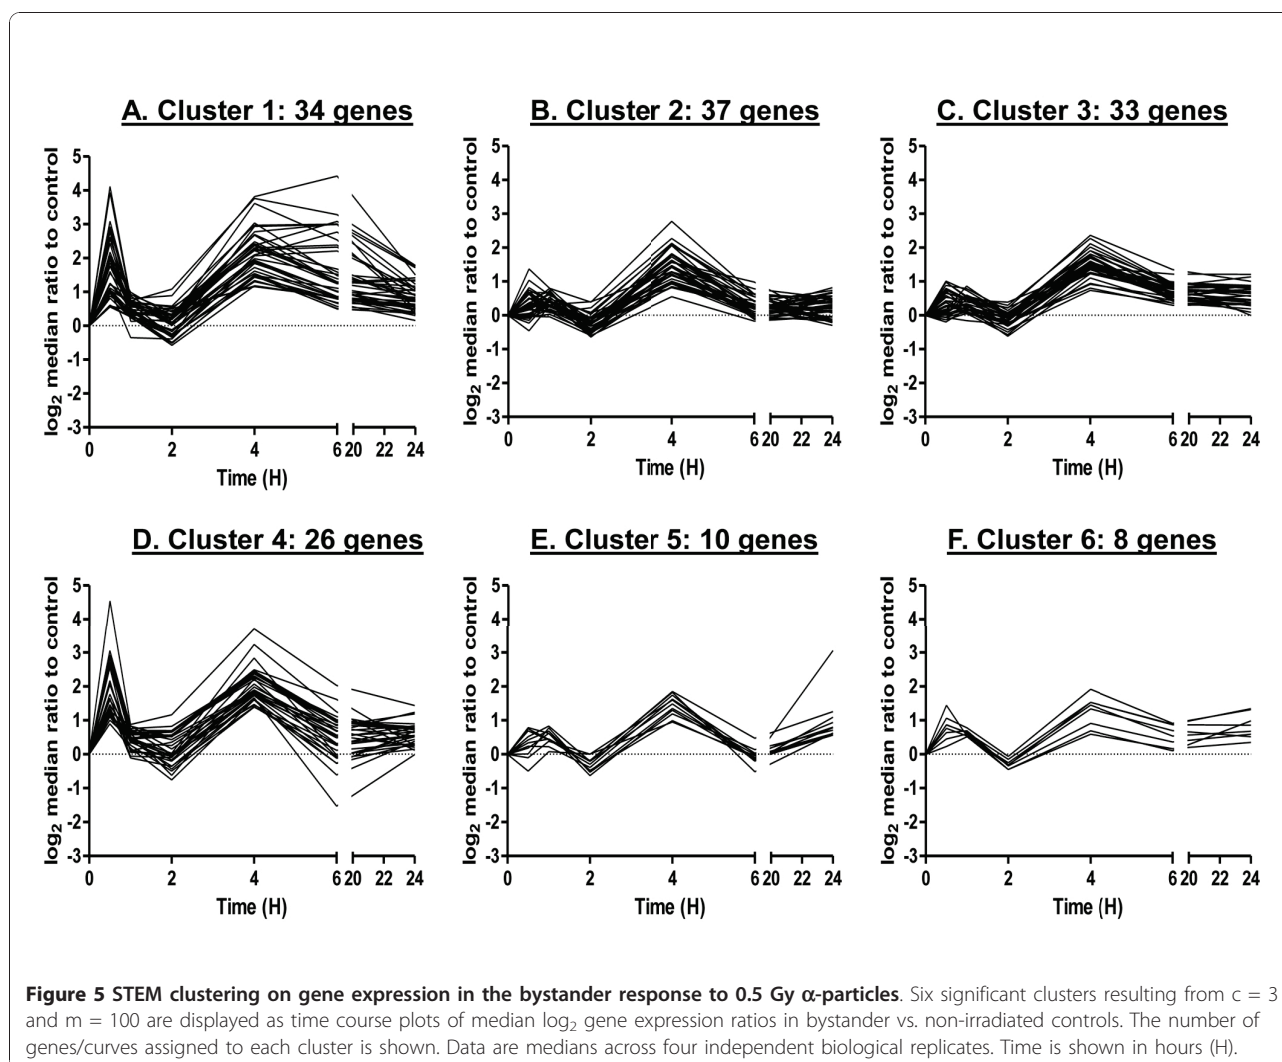 A. Cluster 1: 34 genes
B. Cluster 2: 37 genes
C. Cluster 3: 33 genes
log2 median ratio to control
5
4
3
2
1
0
-1
-2
-3
0 2 4 6 20 22 24
Time (H)
log2 median ratio to control
5
4
3
2
1
0
-1
-2
-3
0 2 4 6 20 22 24
Time (H)
log2 median ratio to control
5
4
3
2
1
0
-1
-2
-3
0 2 4 6 20 22 24
Time (H)
D. Cluster 4: 26 genes
E. Cluster 5: 10 genes
F. Cluster 6: 8 genes
log2 median ratio to control
5
4
3
2
1
0
-1
-2
-3
0 2 4 6 20 22 24
Time (H)
log2 median ratio to control
5
4
3
2
1
0
-1
-2
-3
0 2 4 6 20 22 24
Time (H)
log2 median ratio to control
5
4
3
2
1
0
-1
-2
-3
0 2 4 6 20 22 24
Time (H)
Figure 5 STEM clustering on gene expression in the bystander response to 0.5 Gy α-particles. Six significant clusters resulting from c = 3
and m = 100 are displayed as time course plots of median log2 gene expression ratios in bystander vs. non-irradiated controls. The number of
genes/curves assigned to each cluster is shown. Data are medians across four independent biological replicates. Time is shown in hours (H).